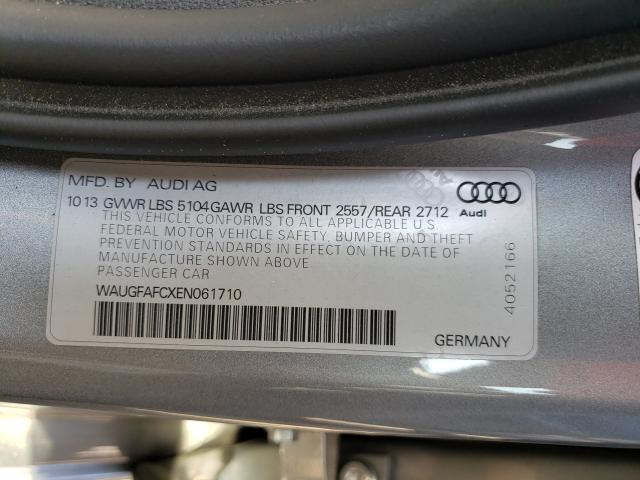 MFD. BY AUDI AG
10 13 GVWR LBS 5104 GAWR LBS FRONT 2557/REAR 2712
THIS VEHICLE CONFORMS TO ALL APPLICABLE U.S.
FEDERAL MOTOR VEHICLE SAFETY, BUMPER AND THEFT
PREVENTION STANDARDS IN EFFECT ON THE DATE OF
MANUFACTURE SHOWN ABOVE
PASSENGER CAR
WAUGFAFCXEN061710
GERMANY
Audi
4052166